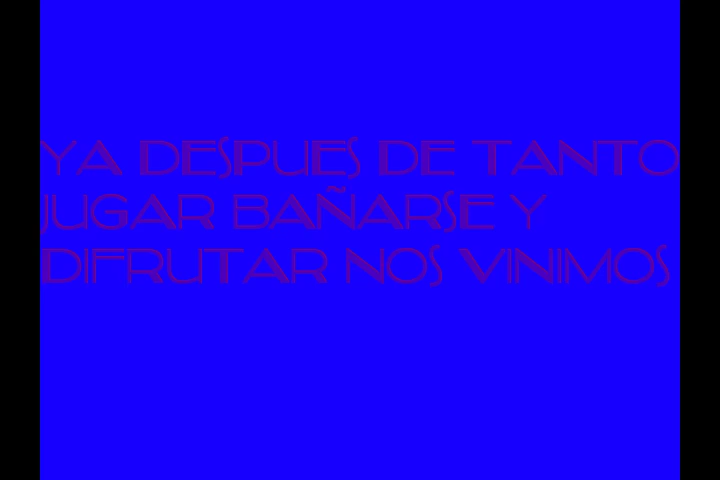 YA DESPUES DE TANTO
JUGAR BAÑARSE Y
DIFRUTAR NOS VINIMOS